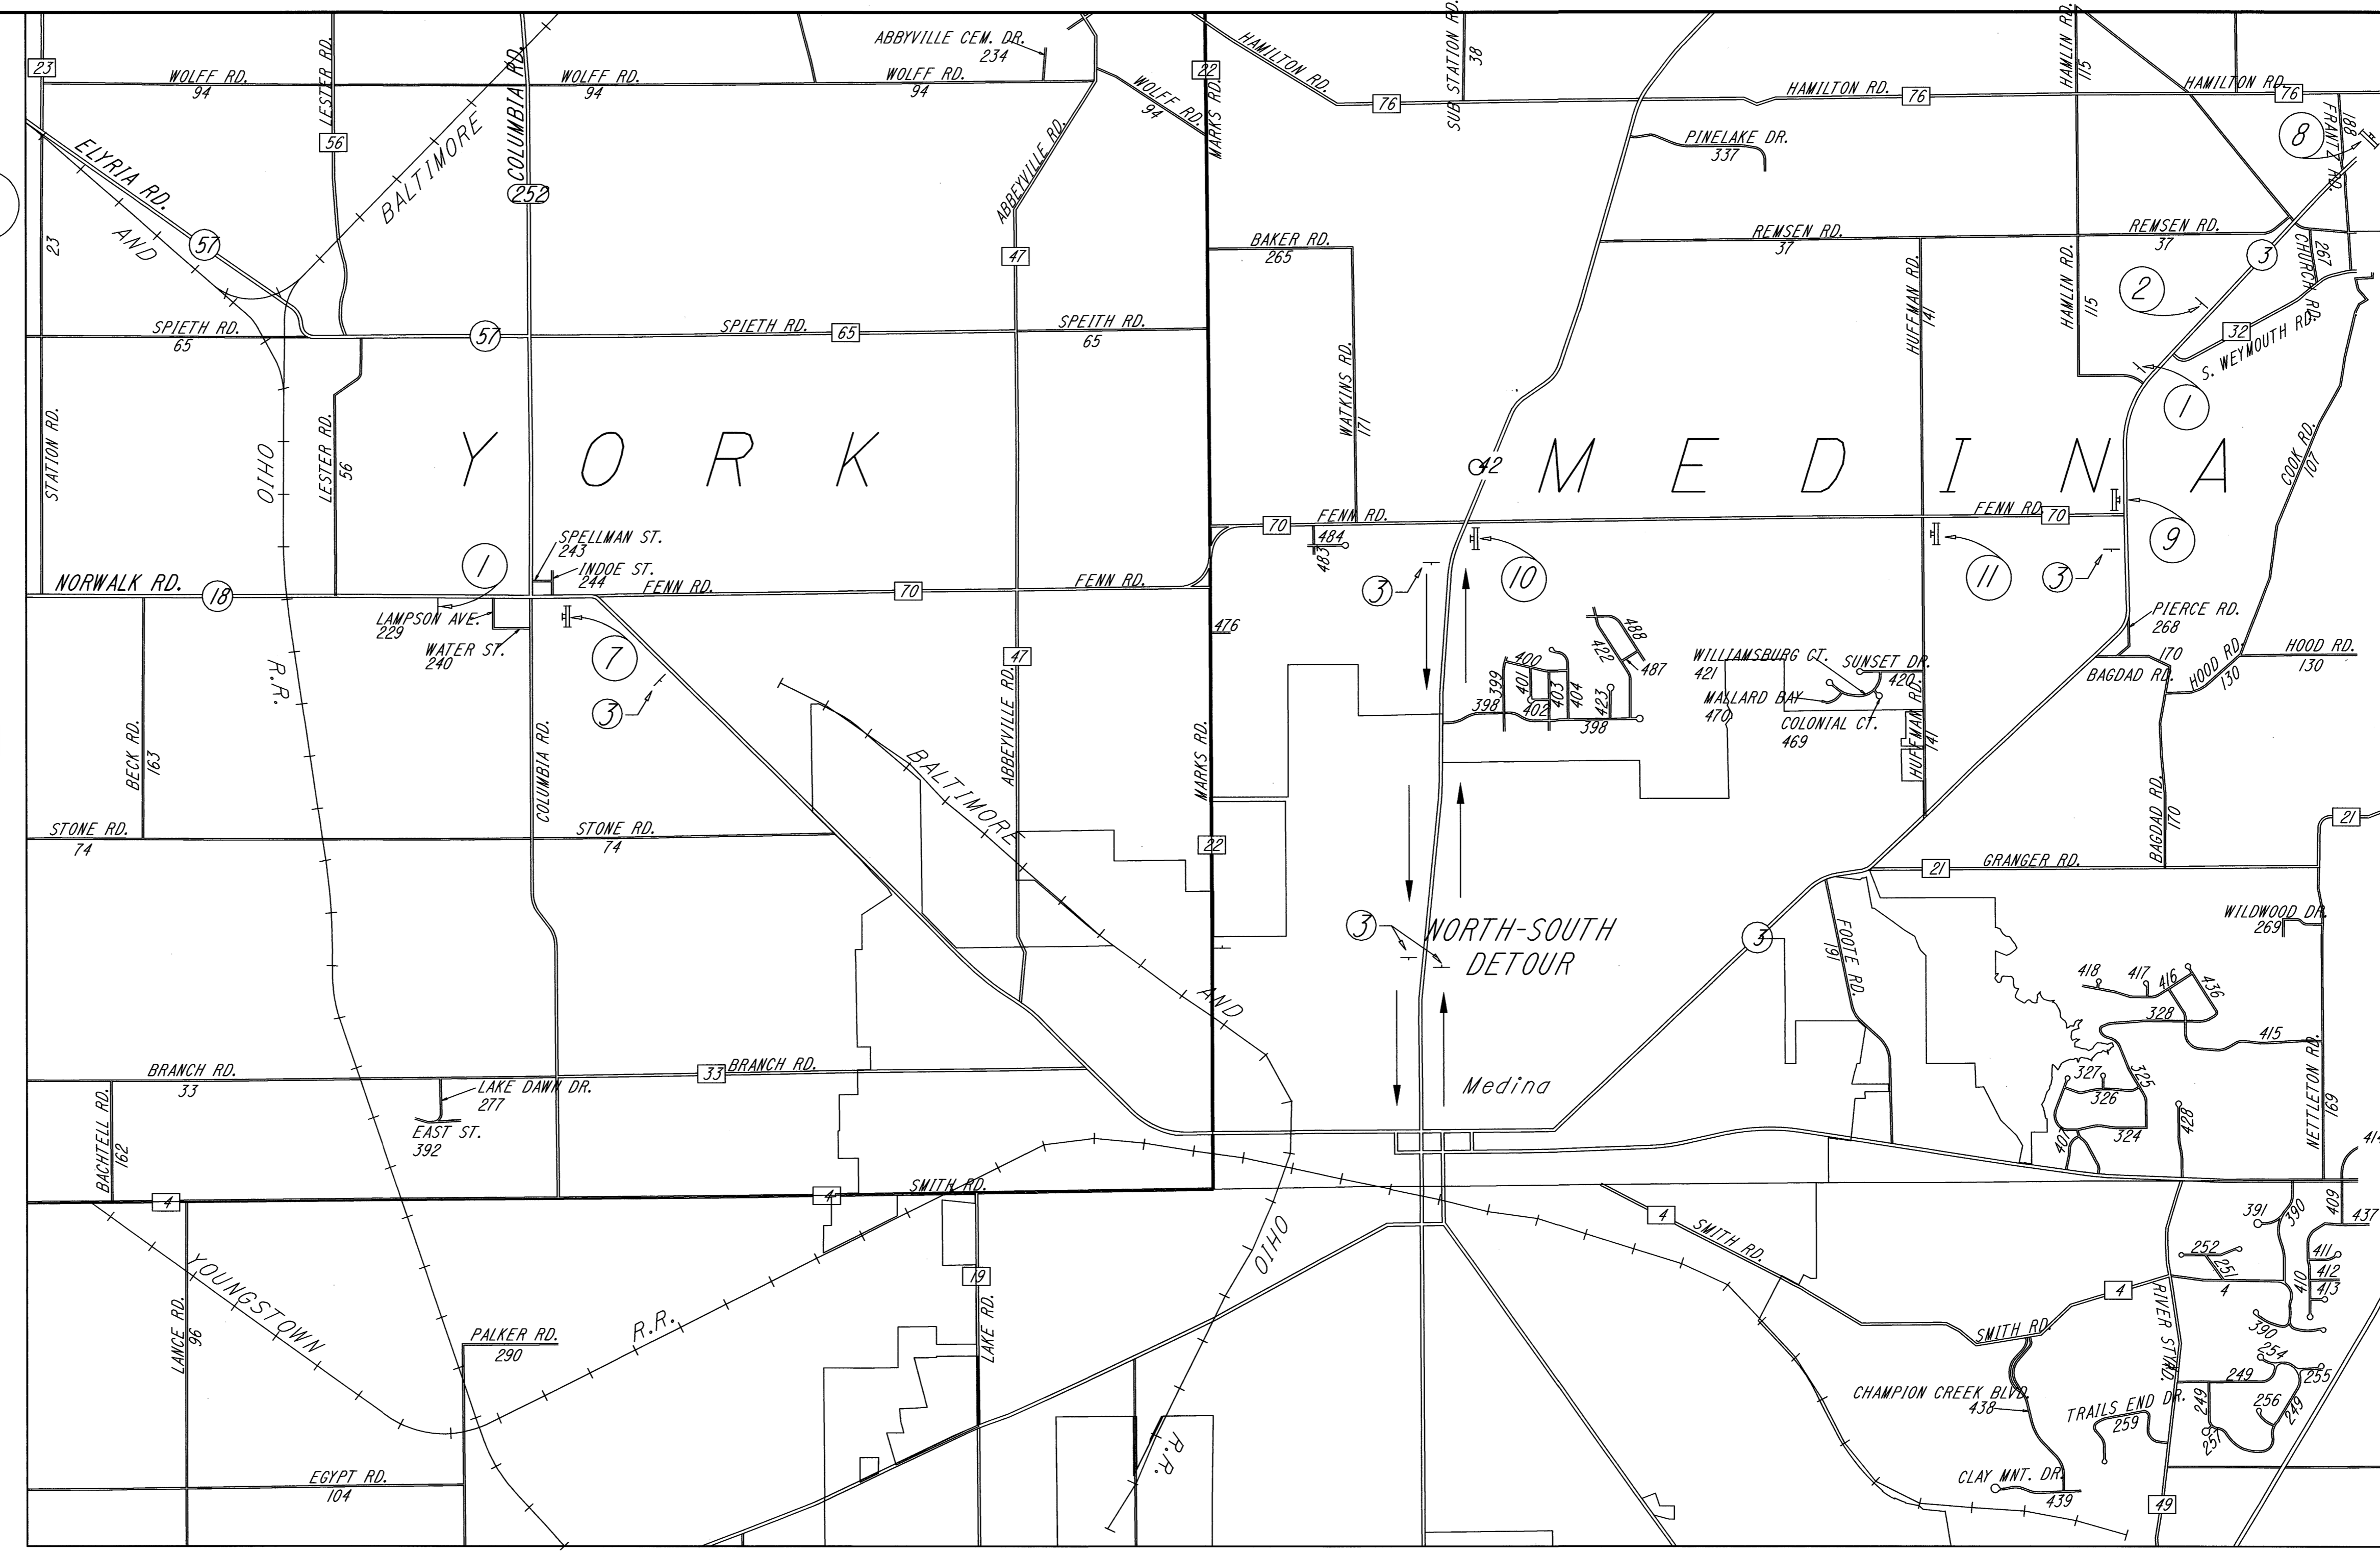 ABBYVILLE CEM. DR.
234
SUB STATION RD.
38
HAMLIN RD.
115
HAMILTON RD.
23
WOLFF RD.
94
LESTER RD.
56
COLUMBIA RD.
252
WOLFF RD.
94
WOLFF RD.
94
WOLFF RD.
94
22
MARKS RD.
76
HAMILTON RD.
76
HAMILTON RD.
76
FRANTZ RD.
188
8
ELYRIA RD.
57
BALTIMORE
AND
23
ABBEYVILLE RD.
47
PINELAKE DR.
337
BAKER RD.
265
REMSEN RD.
37
REMSEN RD.
37
3
267
CHURCH RD.
2
HUFFMAN RD.
141
HAMLIN RD.
115
32
S. WEYMOUTH RD.
SPIETH RD.
65
57
SPIETH RD.
65
SPEITH RD.
65
1
STATION RD.
OIHO
LESTER RD.
56
WATKINS RD.
171
COOK RD.
107
YORK
42
MEDINA
FENN RD.
70
484
483
FENN RD.
70
9
3
10
3
11
SPELLMAN ST.
243
INDOE ST.
244
1
NORWALK RD.
18
FENN RD.
70
FENN RD.
LAMPSON AVE.
229
WATER ST.
240
7
3
47
476
PIERCE RD.
268
170
BAGDAD RD.
HOOD RD.
130
HOOD RD.
130
R.R.
400
399
401
402
403
404
398
398
422
488
487
423
WILLIAMSBURG CT.
421
SUNSET DR.
420
MALLARD BAY
470
COLONIAL CT.
469
HUFFMAN RD.
141
BECK RD.
163
COLUMBIA RD.
BALTIMORE
ABBEYVILLE RD.
MARKS RD.
22
STONE RD.
74
STONE RD.
74
BAGDAD RD.
170
21
GRANGER RD.
21
3
NORTH-SOUTH
DETOUR
3
FOOTE RD.
191
WILDWOOD DR.
269
418
417
416
436
328
415
AND
325
327
326
324
407
428
NETTLETON RD.
169
BRANCH RD.
33
33
BRANCH RD.
LAKE DAWN DR.
277
EAST ST.
392
BACHTELL RD.
162
Medina
4
4
SMITH RD.
414
409
437
391
390
411
412
413
410
252
251
4
4
SMITH RD.
4
SMITH RD.
390
RIVER STY RD.
YOUNGSTOWN
R.R.
LANCE RD.
96
19
LAKE RD.
OIHO
R.R.
PALKER RD.
290
254
249
255
249
256
249
257
CHAMPION CREEK BLVD.
438
TRAILS END DR.
259
EGYPT RD.
104
CLAY MNT. DR.
439
49